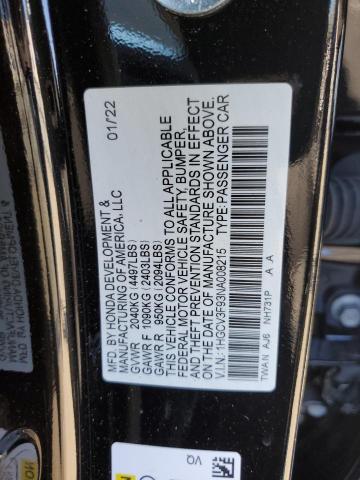 MFD. BY HONDA DEVELOPMENT & 01/22
MANUFACTURING OF AMERICA, LLC
GVWR 2040KG (4497LBS)
GAWR F 1090KG (2403LBS)
GAWR R 950KG (2094LBS)
THIS VEHICLE CONFORMS TO ALL APPLICABLE
FEDERAL MOTOR VEHICLE SAFETY, BUMPER,
AND THEFT PREVENTION STANDARDS IN EFFECT
ON THE DATE OF MANUFACTURE SHOWN ABOVE.
V.I.N.: 1HGCV3F93NA008215 TYPE: PASSENGER CAR
TWAN AJ6 NH731P A A
VQ